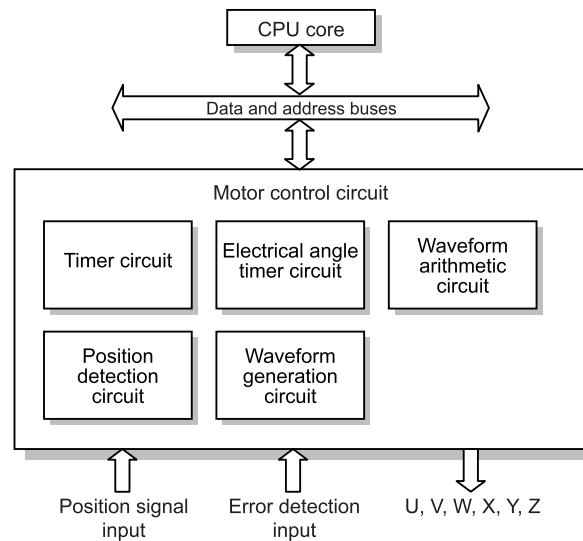 CPU core
Data and address buses
Motor control circuit
Timer circuit
Electrical angle
timer circuit
Waveform
arithmetic
circuit
Position
detection
circuit
Waveform
generation
circuit
Position signal
input
Error detection
input
U, V, W, X, Y, Z